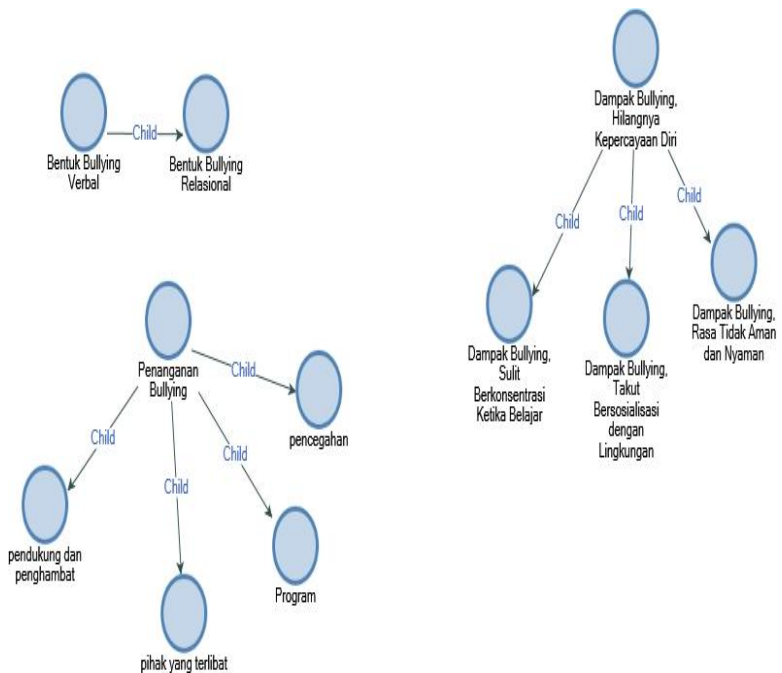 Child
Bentuk Bullying
Verbal
Bentuk Bullying
Relasional
Dampak Bullying,
Hilangnya
Kepercayaan Diri
Child
Child
Child
Dampak Bullying,
Sulit
Berkonsentrasi
Ketika Belajar
Dampak Bullying,
Takut
Bersosialisasi
dengan
Lingkungan
Dampak Bullying,
Rasa Tidak Aman
dan Nyaman
Penanganan
Bullying
Child
Child
Child
Child
pencegahan
pendukung dan
penghambat
pihak yang terlibat
Program